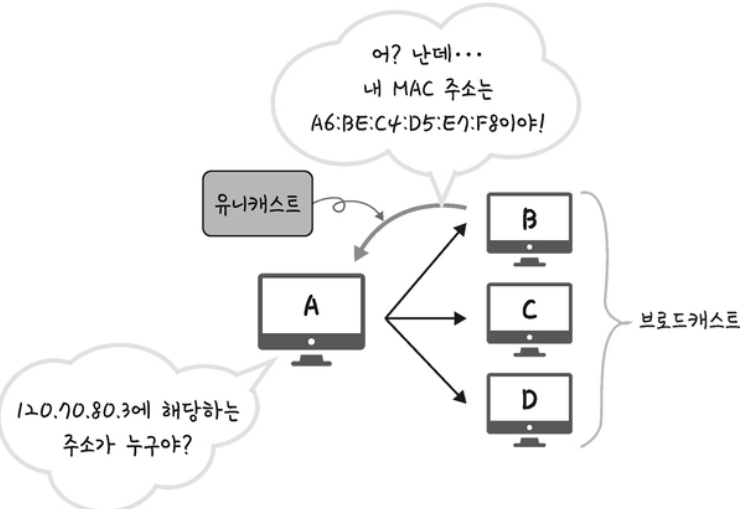 어? 난데···
내 MAC 주소는
A6:BE:C4:D5:E7:F8이야!
유니캐스트
B
A
C
브로드캐스트
D
120.70.80.3에 해당하는
주소가 누구야?